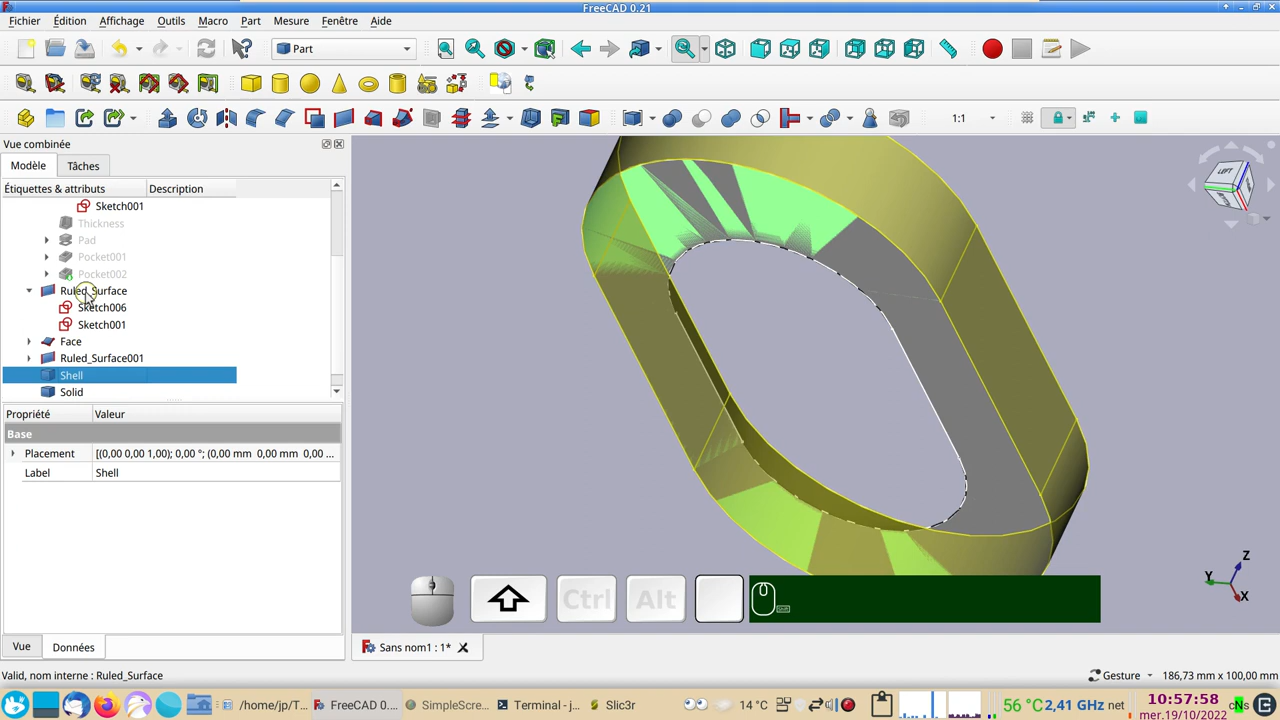 FreeCAD 0.21
Fichier Édition Affichage Outils Macro Part Mesure Fenêtre Aide
Part
1:1
Vue combinée
Modèle Tâches
Étiquettes & attributs Description
Sketch001
Thickness
Pad
Pocket001
Pocket002
Ruled_Surface
Sketch006
Sketch001
Face
Ruled_Surface001
Shell
Solid
Propriété Valeur
Base
Placement [(0,00 0,00 1,00); 0,00 °; (0,00 mm 0,00 mm 0,00 ...
Label Shell
LEFT
Z
Y
X
Ctrl Alt
Shift
Vue Données
Sans nom1 : 1*
Valid, nom interne : Ruled_Surface
Gesture 186,73 mm x 100,00 mm
/home/jp/T... FreeCAD 0.... SimpleScre... Terminal - j... Slic3r
14 °C
56 °C 2,41 GHz net
10:57:58
mer.19/10/2022
cNs